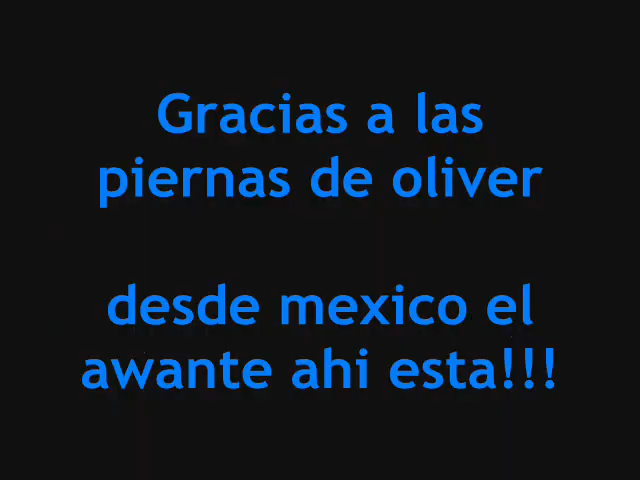 Gracias a las
piernas de oliver
desde mexico el
awante ahi esta!!!